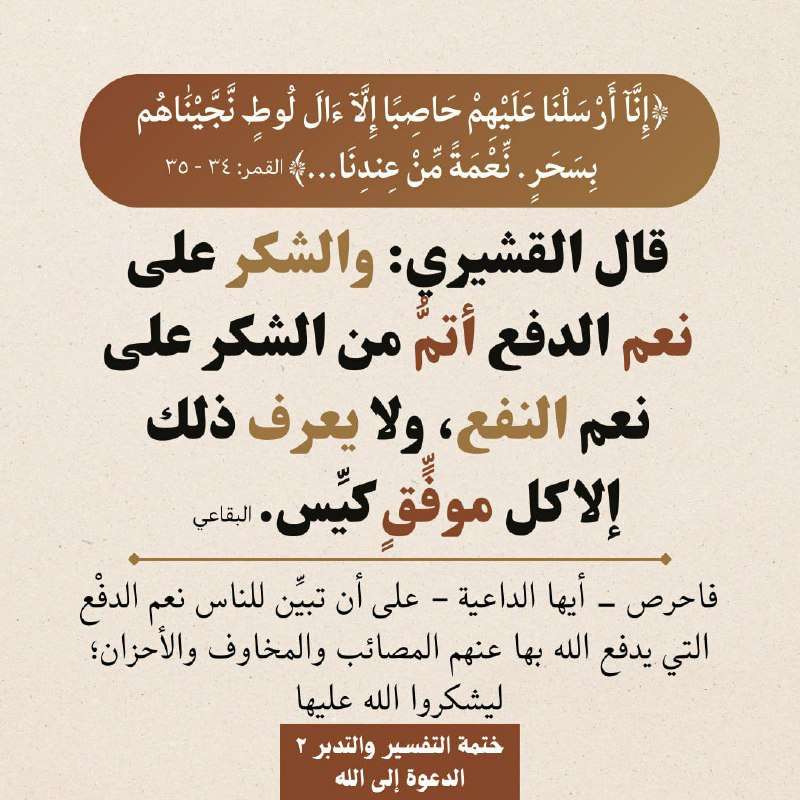 ﴿إِنَّآ أَرْسَلْنَا عَلَيْهِمْ حَاصِبًا إِلَّآ ءَالَ لُوطٍ نَّجَّيْنَاهُم
بِسَحَرٍ. نِّعْمَةً مِّنْ عِندِنَا...﴾ القمر: ٣٤ - ٣٥
قال القشيري: والشكر على
نعم الدفع أتمُّ من الشكر على
نعم النفع، ولا يعرف ذلك
إلا كل موفَّقٍ كيِّس. البقاعي
فاحرص – أيها الداعية – على أن تبيِّن للناس نعم الدفْع
التي يدفع الله بها عنهم المصائب والمخاوف والأحزان؛
ليشكروا الله عليها
ختمة التفسير والتدبر ٢
الدعوة إلى الله